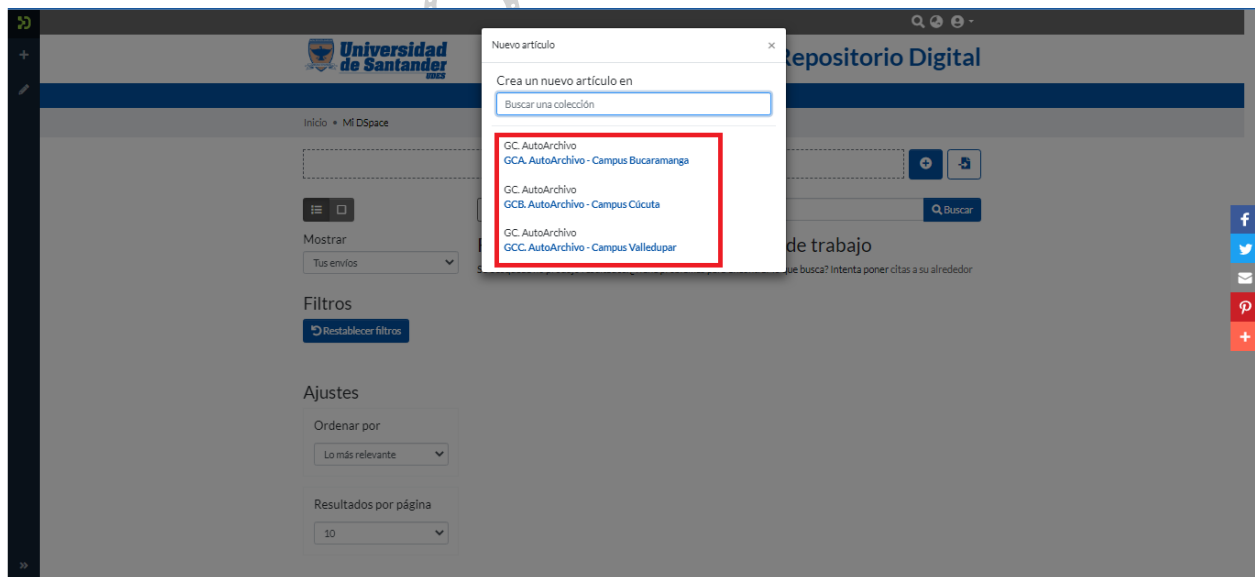 Universidad
de Santander
UDES
Repositorio Digital
Inicio • Mi DSpace
Nuevo artículo ×
Crea un nuevo artículo en
Buscar una colección
GC. AutoArchivo
GCA. AutoArchivo - Campus Bucaramanga
GC. AutoArchivo
GCB. AutoArchivo - Campus Cúcuta
GC. AutoArchivo
GCC. AutoArchivo - Campus Valledupar
Buscar
Mostrar
Tus envíos
de trabajo
que busca? Intenta poner citas a su alrededor
Filtros
Restablecer filtros
Ajustes
Ordenar por
Lo más relevante
Resultados por página
10